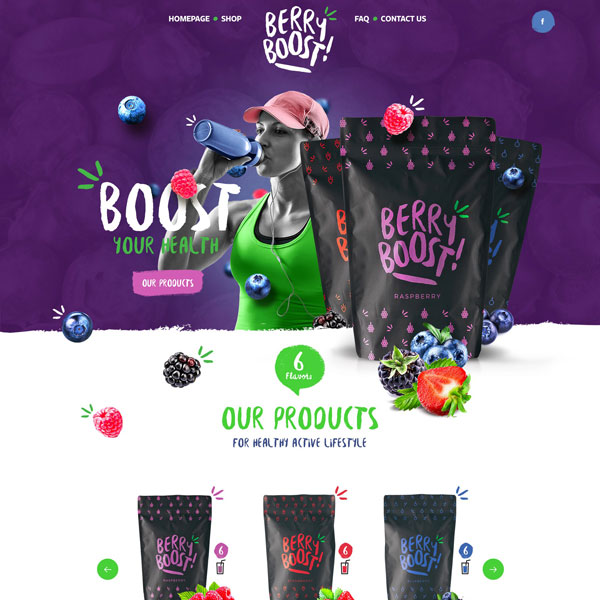 HOMEPAGE • SHOP
BERRY
BOOST!
FAQ • CONTACT US
f
BOOST
YOUR HEALTH
OUR PRODUCTS
BERRY
BOOST!
RASPBERRY
6
Flavors
OUR PRODUCTS
FOR HEALTHY ACTIVE LIFESTYLE
BERRY
BOOST!
RASPBERRY
6
BERRY
BOOST!
6
BERRY
BOOST!
6